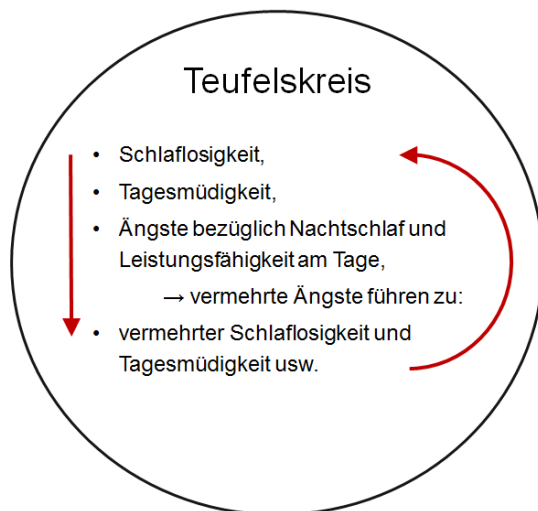 Teufelskreis
• Schlaflosigkeit,
• Tagesmüdigkeit,
• Ängste bezüglich Nachtschlaf und
Leistungsfähigkeit am Tage,
→ vermehrte Ängste führen zu:
• vermehrter Schlaflosigkeit und
Tagesmüdigkeit usw.